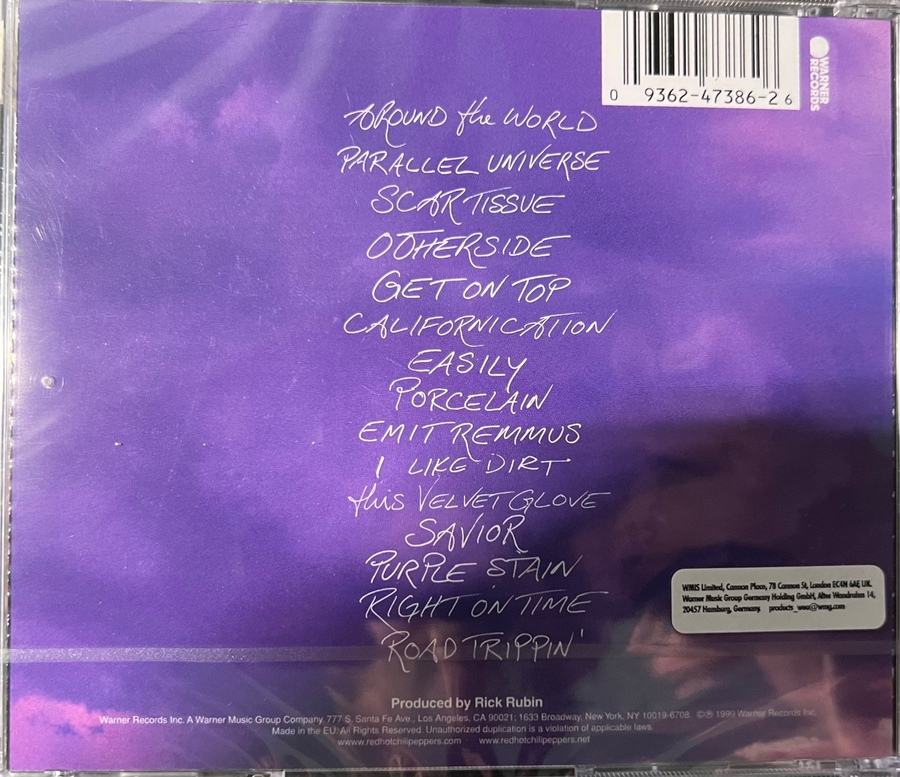 0 9362-47386-2 6
WARNER RECORDS
AROUND the WORLD
PARALLEL UNIVERSE
SCAR TISSUE
OTHERSIDE
GET ON TOP
CALIFORNICATION
EASILY
PORCELAIN
EMIT REMMUS
I LIKE DIRT
this VELVET GLOVE
SAVIOR
PURPLE STAIN
RIGHT ON TIME
ROAD TRIPPIN'
WMIS Limited, Cannon Place, 78 Cannon St, London EC4N 6AF, UK.
Warner Music Group Germany Holding GmbH, Alter Wandrahm 14,
20457 Hamburg, Germany. products_wea@wmg.com
Produced by Rick Rubin
Warner Records Inc. A Warner Music Group Company. 777 S. Santa Fe Ave., Los Angeles, CA 90021; 1633 Broadway, New York, NY 10019-6708. ©℗ 1999 Warner Records Inc.
Made in the EU. All Rights Reserved. Unauthorized duplication is a violation of applicable laws.
www.redhotchilipeppers.com www.redhotchilipeppers.net